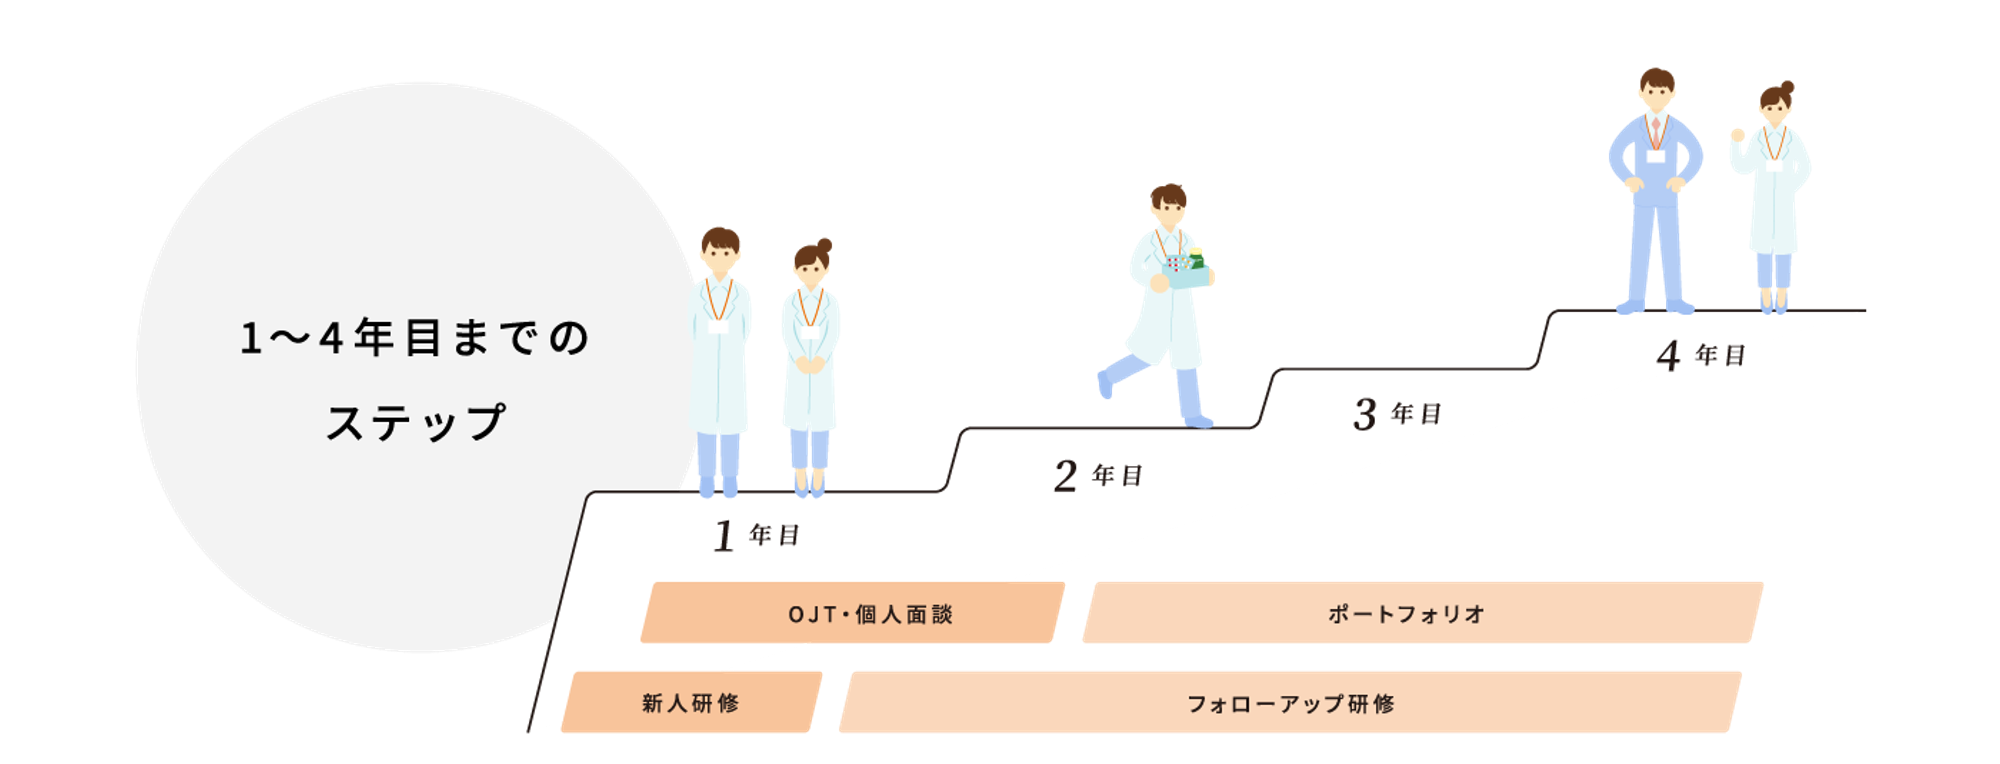 1〜4年目までの
ステップ
1年目
2年目
3年目
4年目
OJT・個人面談
ポートフォリオ
新人研修
フォローアップ研修